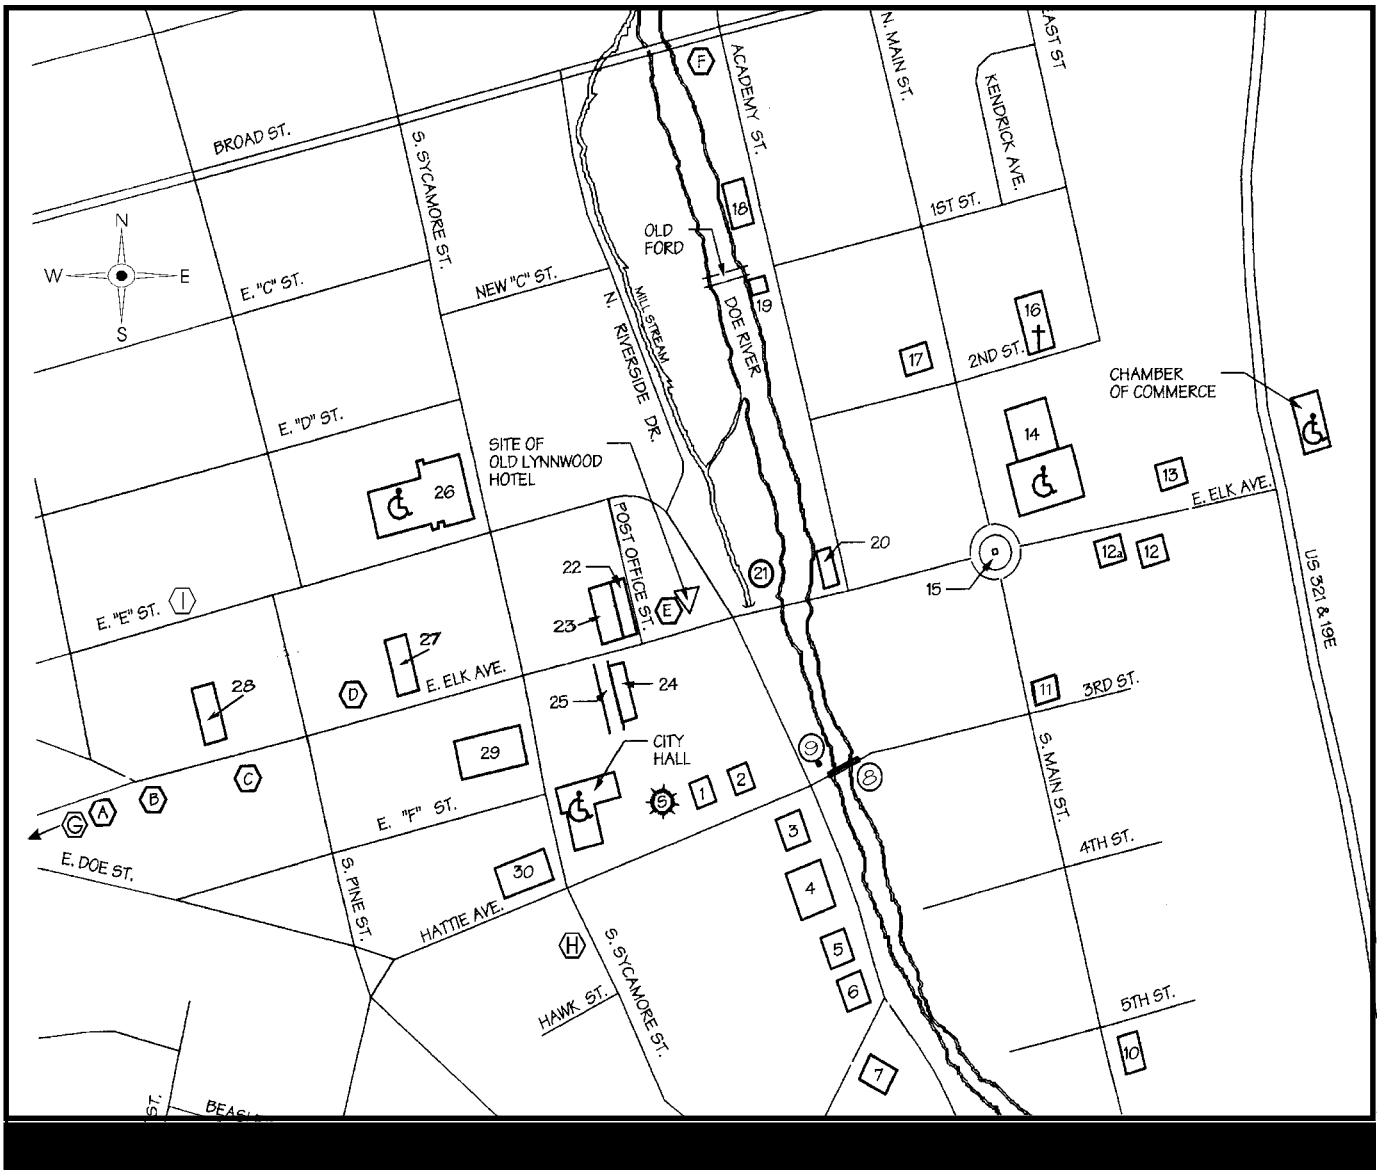 BROAD ST.
F
ACADEMY ST.
N. MAIN ST.
EAST ST
KENDRICK AVE.
S. SYCAMORE ST.
N
W
E
S
E. "C" ST.
NEW "C" ST.
N. RIVERSIDE DR.
MILL STREAM
OLD
FORD
18
19
DOE RIVER
1ST ST.
16
17
2ND ST.
CHAMBER
OF COMMERCE
E. "D" ST.
SITE OF
OLD LYNNWOOD
HOTEL
26
14
13
E. ELK AVE.
12a
12
15
20
21
US 321 & 19E
POST OFFICE ST.
22
23
E
E. "E" ST.
I
27
28
D
E. ELK AVE.
25
24
11
3RD ST.
S. MAIN ST.
29
CITY
HALL
S
1
2
9
8
C
B
A
G
E. "F" ST.
E. DOE ST.
S. PINE ST.
30
HATTIE AVE.
3
4
4TH ST.
5
6
H
HAWK ST.
S. SYCAMORE ST.
5TH ST.
10
7
ST.